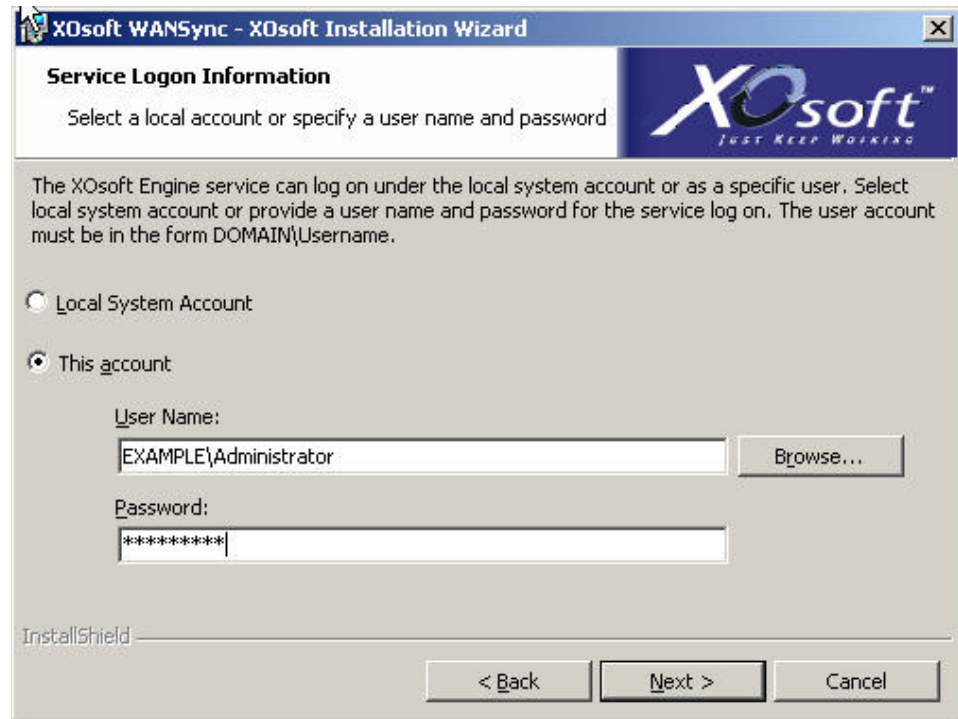 XOsoft WANSync - XOsoft Installation Wizard
Service Logon Information
Select a local account or specify a user name and password
XOsoft™
JUST KEEP WORKING
The XOsoft Engine service can log on under the local system account or as a specific user. Select
local system account or provide a user name and password for the service log on. The user account
must be in the form DOMAIN\Username.
Local System Account
This account
User Name:
EXAMPLE\Administrator
Browse...
Password:
*********
InstallShield
< Back
Next >
Cancel